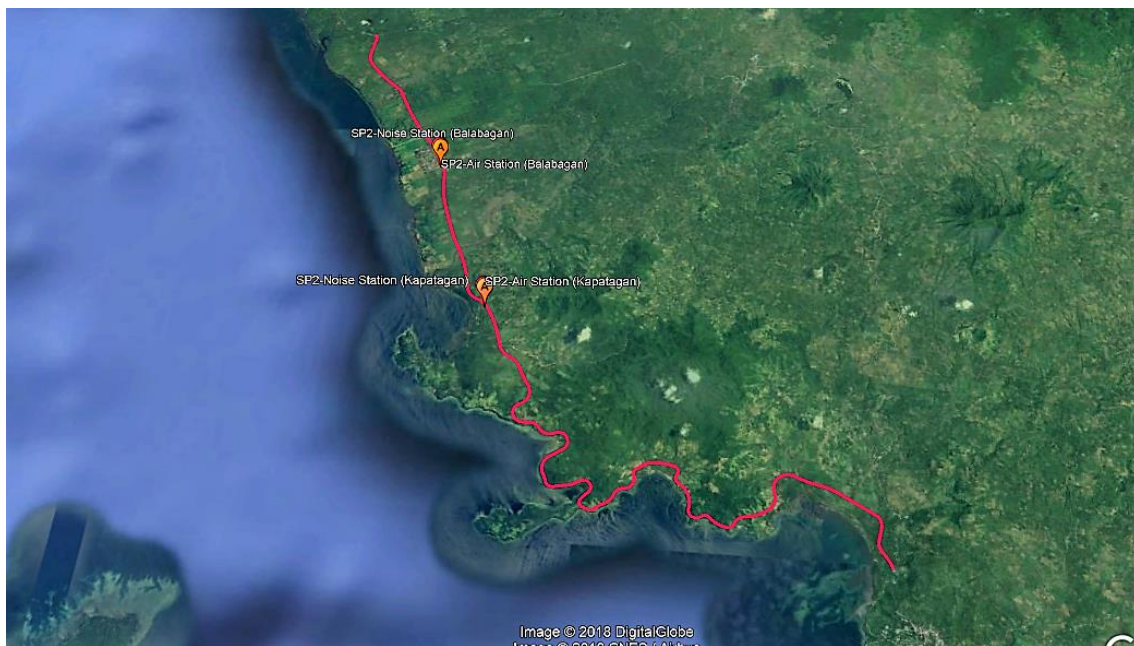 SP2-Noise Station (Balabagan)
A
SP2-Air Station (Balabagan)
SP2-Noise Station (Kapatagan)
A
SP2-Air Station (Kapatagan)
Image © 2018 DigitalGlobe